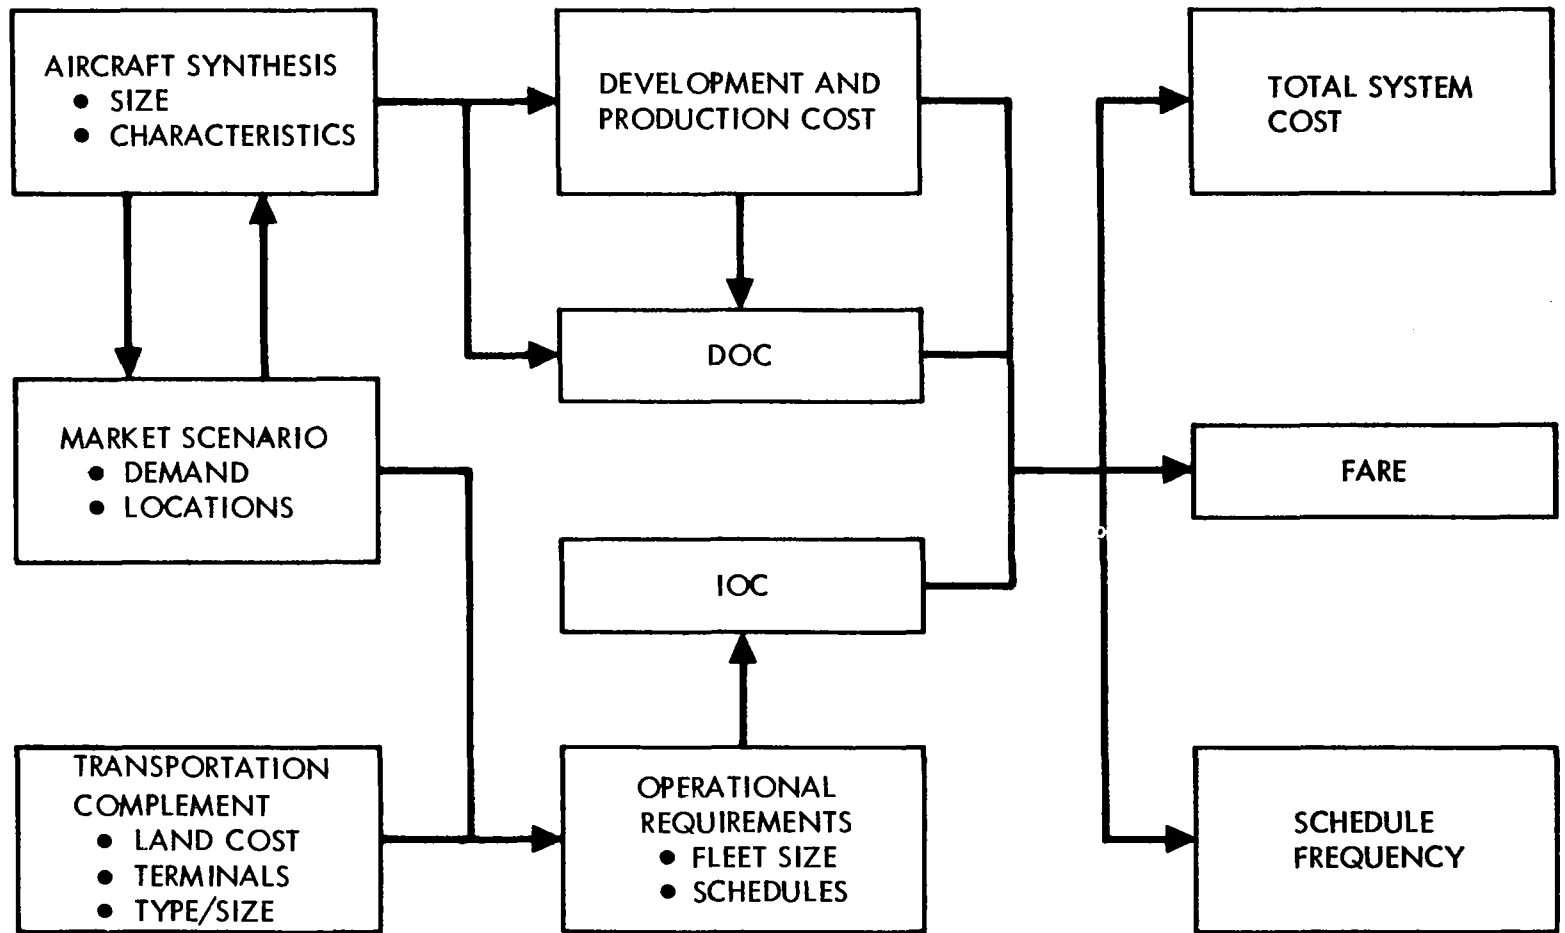 AIRCRAFT SYNTHESIS
• SIZE
• CHARACTERISTICS
DEVELOPMENT AND
PRODUCTION COST
TOTAL SYSTEM
COST
DOC
MARKET SCENARIO
• DEMAND
• LOCATIONS
FARE
IOC
TRANSPORTATION
COMPLEMENT
• LAND COST
• TERMINALS
• TYPE/SIZE
OPERATIONAL
REQUIREMENTS
• FLEET SIZE
• SCHEDULES
SCHEDULE
FREQUENCY